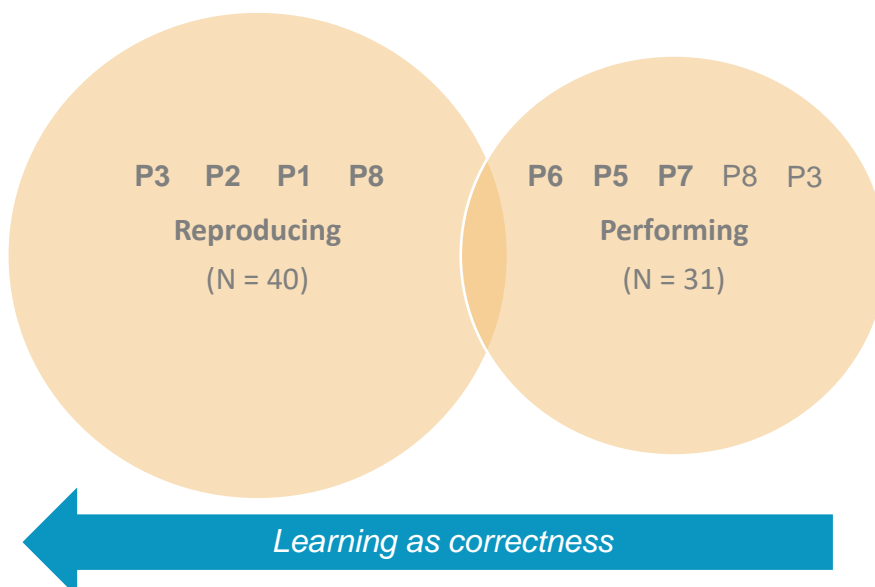 P3 P2 P1 P8
Reproducing
(N = 40)
P6 P5 P7 P8 P3
Performing
(N = 31)
Learning as correctness